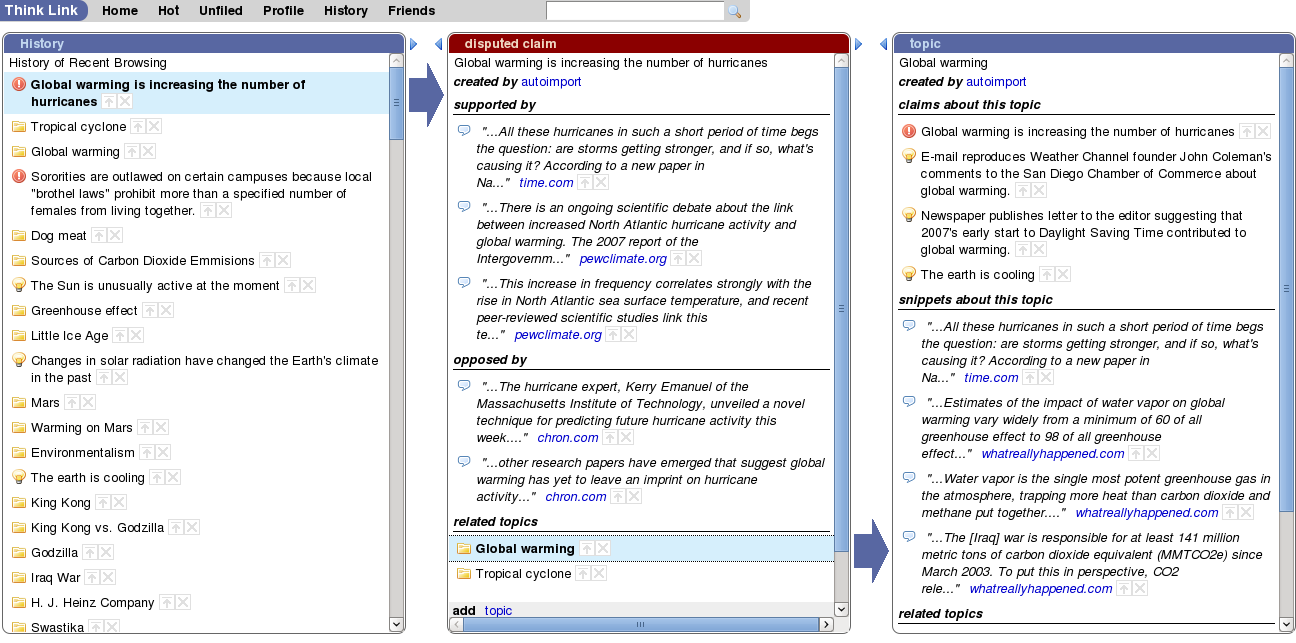 Think Link Home Hot Unfiled Profile History Friends
History
History of Recent Browsing
Global warming is increasing the number of
hurricanes
Tropical cyclone
Global warming
Sororities are outlawed on certain campuses because local
"brothel laws" prohibit more than a specified number of
females from living together.
Dog meat
Sources of Carbon Dioxide Emmisions
The Sun is unusually active at the moment
Greenhouse effect
Little Ice Age
Changes in solar radiation have changed the Earth's climate
in the past
Mars
Warming on Mars
Environmentalism
The earth is cooling
King Kong
King Kong vs. Godzilla
Godzilla
Iraq War
H. J. Heinz Company
Swastika
disputed claim
Global warming is increasing the number of hurricanes
created by autoimport
supported by
"...All these hurricanes in such a short period of time begs
the question: are storms getting stronger, and if so, what's
causing it? According to a new paper in
Na..." time.com
"...There is an ongoing scientific debate about the link
between increased North Atlantic hurricane activity and
global warming. The 2007 report of the
Intergovernm..." pewclimate.org
"...This increase in frequency correlates strongly with the
rise in North Atlantic sea surface temperature, and recent
peer-reviewed scientific studies link this
te..." pewclimate.org
opposed by
"...The hurricane expert, Kerry Emanuel of the
Massachusetts Institute of Technology, unveiled a novel
technique for predicting future hurricane activity this
week...." chron.com
"...other research papers have emerged that suggest global
warming has yet to leave an imprint on hurricane
activity..." chron.com
related topics
Global warming
Tropical cyclone
add topic
topic
Global warming
created by autoimport
claims about this topic
Global warming is increasing the number of hurricanes
E-mail reproduces Weather Channel founder John Coleman's
comments to the San Diego Chamber of Commerce about
global warming.
Newspaper publishes letter to the editor suggesting that
2007's early start to Daylight Saving Time contributed to
global warming.
The earth is cooling
snippets about this topic
"...All these hurricanes in such a short period of time begs
the question: are storms getting stronger, and if so, what's
causing it? According to a new paper in
Na..." time.com
"...Estimates of the impact of water vapor on global
warming vary widely from a minimum of 60 of all
greenhouse effect to 98 of all greenhouse
effect..." whatreallyhappened.com
"...Water vapor is the single most potent greenhouse gas in
the atmosphere, trapping more heat than carbon dioxide and
methane put together...." whatreallyhappened.com
"...The [Iraq] war is responsible for at least 141 million
metric tons of carbon dioxide equivalent (MMTCO2e) since
March 2003. To put this in perspective, CO2
rele..." whatreallyhappened.com
related topics